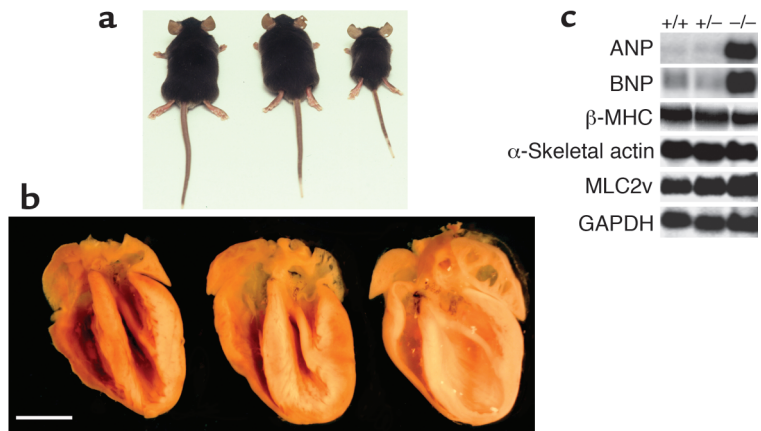 a
b
c
+/+ +/− −/−
ANP
BNP
β-MHC
α-Skeletal actin
MLC2v
GAPDH